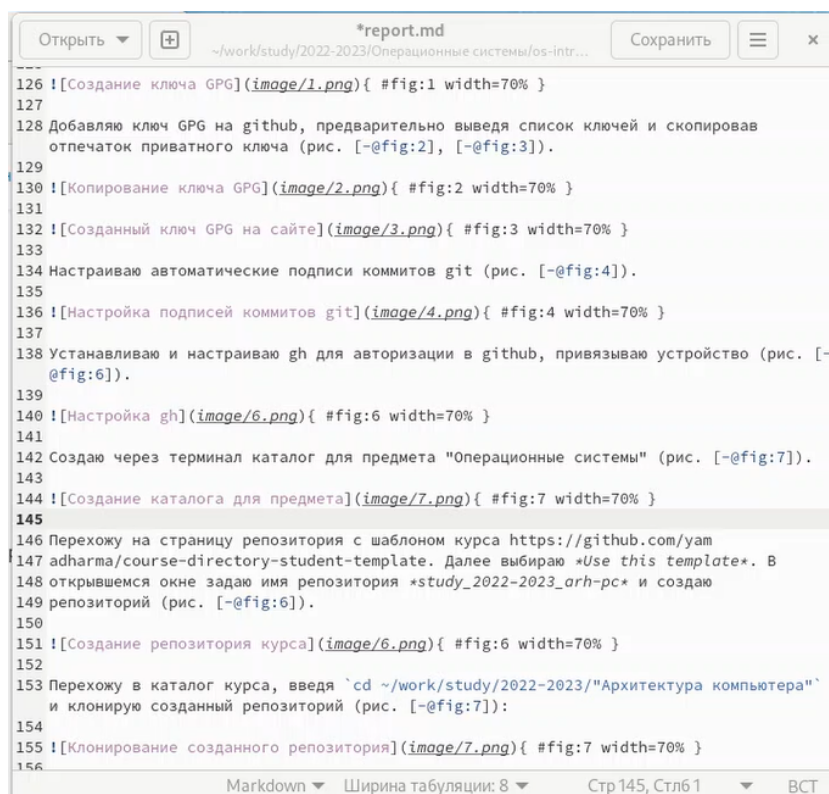 Открыть
*report.md
~/work/study/2022-2023/Операционные системы/os-intr...
Сохранить
126 ![Создание ключа GPG](image/1.png){ #fig:1 width=70% }
127
128 Добавляю ключ GPG на github, предварительно выведя список ключей и скопировав
отпечаток приватного ключа (рис. [-@fig:2], [-@fig:3]).
129
130 ![Копирование ключа GPG](image/2.png){ #fig:2 width=70% }
131
132 ![Созданный ключ GPG на сайте](image/3.png){ #fig:3 width=70% }
133
134 Настраиваю автоматические подписи коммитов git (рис. [-@fig:4]).
135
136 ![Настройка подписей коммитов git](image/4.png){ #fig:4 width=70% }
137
138 Устанавливаю и настраиваю gh для авторизации в github, привязываю устройство (рис. [-
@fig:6]).
139
140 ![Настройка gh](image/6.png){ #fig:6 width=70% }
141
142 Создаю через терминал каталог для предмета "Операционные системы" (рис. [-@fig:7]).
143
144 ![Создание каталога для предмета](image/7.png){ #fig:7 width=70% }
145
146 Перехожу на страницу репозитория с шаблоном курса https://github.com/yam
147 adharma/course-directory-student-template. Далее выбираю *Use this template*. В
148 открывшемся окне задаю имя репозитория *study_2022-2023_arh-pc* и создаю
149 репозиторий (рис. [-@fig:6]).
150
151 ![Создание репозитория курса](image/6.png){ #fig:6 width=70% }
152
153 Перехожу в каталог курса, введя `cd ~/work/study/2022-2023/"Архитектура компьютера"`
и клонирую созданный репозиторий (рис. [-@fig:7]):
154
155 ![Клонирование созданного репозитория](image/7.png){ #fig:7 width=70% }
156
Markdown Ширина табуляции: 8 Стр 145, Стлб 1 ВСТ